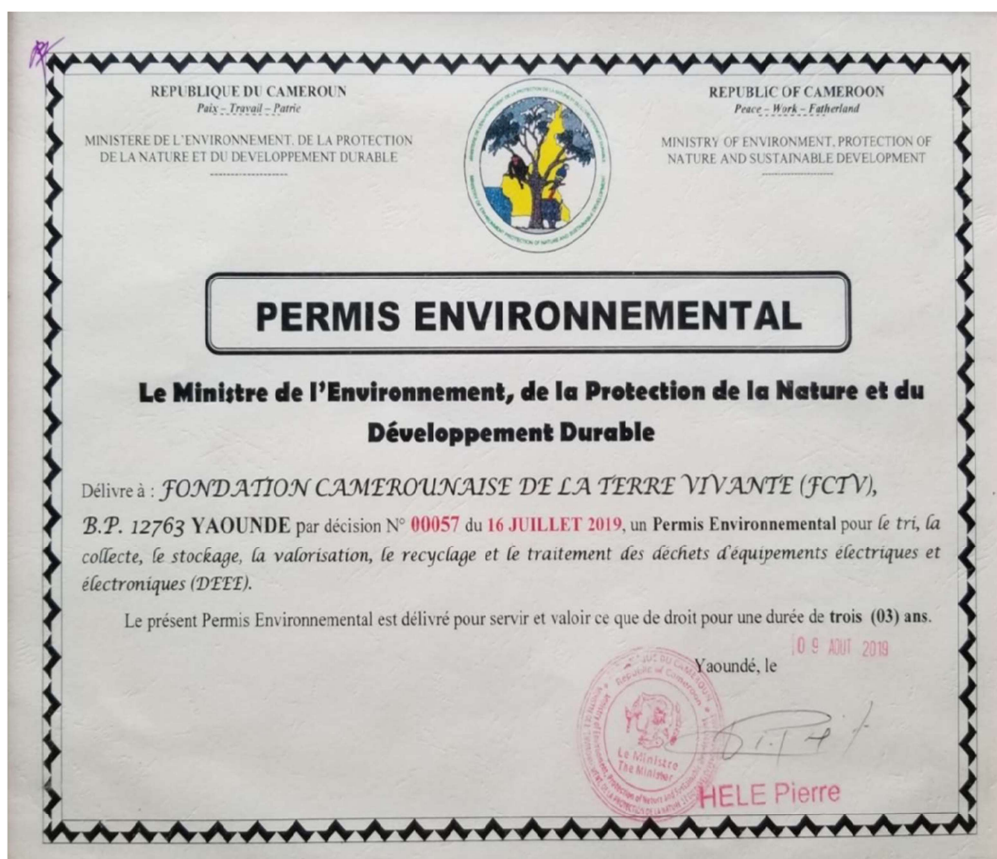 REPUBLIQUE DU CAMEROUN
Paix – Travail – Patrie
MINISTERE DE L'ENVIRONNEMENT. DE LA PROTECTION
DE LA NATURE ET DU DEVELOPPEMENT DURABLE
REPUBLIC OF CAMEROON
Peace – Work – Fatherland
MINISTRY OF ENVIRONMENT, PROTECTION OF
NATURE AND SUSTAINABLE DEVELOPMENT
PERMIS ENVIRONNEMENTAL
Le Ministre de l'Environnement, de la Protection de la Nature et du
Développement Durable
Délivre à : FONDATION CAMEROUNAISE DE LA TERRE VIVANTE (FCTV),
B.P. 12763 YAOUNDE par décision N° 00057 du 16 JUILLET 2019, un Permis Environnemental pour le tri, la
collecte, le stockage, la valorisation, le recyclage et le traitement des déchets d'équipements électriques et
électroniques (DEEE).
Le présent Permis Environnemental est délivré pour servir et valoir ce que de droit pour une durée de trois (03) ans.
09 AOUT 2019
Yaoundé, le
Republic of Cameroon
Le Ministre
The Minister
HELE Pierre